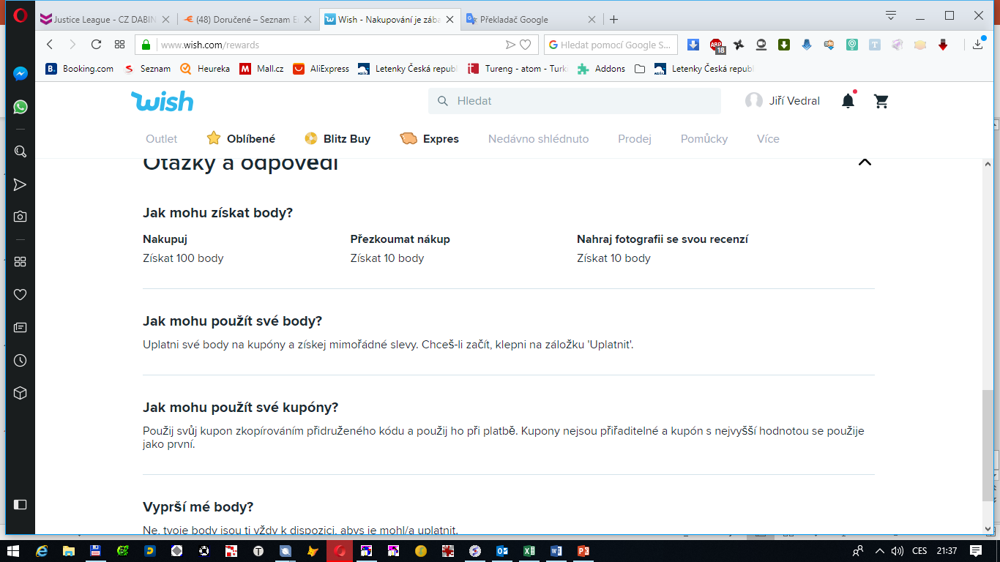 Justice League - CZ DABIN
(48) Doručené – Seznam E
Wish - Nakupování je zába
Překladač Google
www.wish.com/rewards
Hledat pomocí Google S...
18
Booking.com
Seznam
Heureka
Mall.cz
AliExpress
Letenky Česká republ
Tureng - atom - Turk
Addons
Letenky Česká republ
wish
Hledat
Jiří Vedral
Outlet
Oblíbené
Blitz Buy
Expres
Nedávno shlédnuto
Prodej
Pomůcky
Více
Otázky a odpovědi
Jak mohu získat body?
Nakupuj
Získat 100 body
Přezkoumat nákup
Získat 10 body
Nahraj fotografii se svou recenzí
Získat 10 body
Jak mohu použít své body?
Uplatni své body na kupóny a získej mimořádné slevy. Chceš-li začít, klepni na záložku 'Uplatnit'.
Jak mohu použít své kupóny?
Použij svůj kupon zkopírováním přidruženého kódu a použij ho při platbě. Kupony nejsou přiřaditelné a kupón s nejvyšší hodnotou se použije
jako první.
Vyprší mé body?
Ne, tvoje body jsou ti vždy k dispozici, abys je mohl/a uplatnit.
CES
21:37